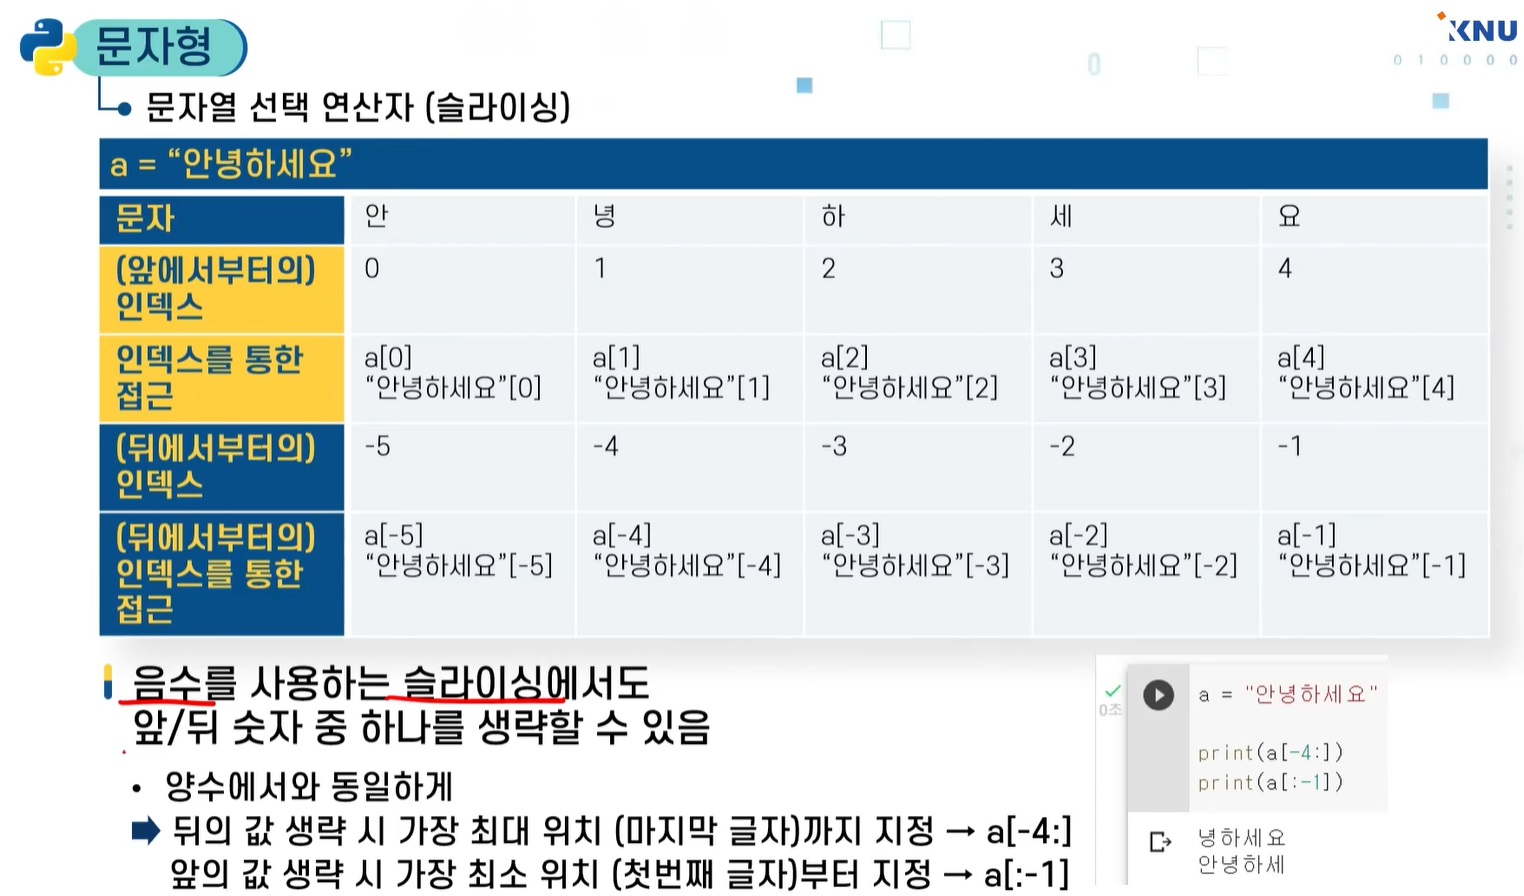 문자형
KNU
0
0 1 0 0 0 0
문자열 선택 연산자 (슬라이싱)
a = “안녕하세요”
문자 안 녕 하 세 요
(앞에서부터의) 인덱스 0 1 2 3 4
인덱스를 통한 접근 a[0] a[1] a[2] a[3] a[4]
“안녕하세요”[0] “안녕하세요”[1] “안녕하세요”[2] “안녕하세요”[3] “안녕하세요”[4]
(뒤에서부터의) 인덱스 -5 -4 -3 -2 -1
(뒤에서부터의) 인덱스를 통한 접근 a[-5] a[-4] a[-3] a[-2] a[-1]
“안녕하세요”[-5] “안녕하세요”[-4] “안녕하세요”[-3] “안녕하세요”[-2] “안녕하세요”[-1]
음수를 사용하는 슬라이싱에서도
앞/뒤 숫자 중 하나를 생략할 수 있음
• 양수에서와 동일하게
➡ 뒤의 값 생략 시 가장 최대 위치 (마지막 글자)까지 지정 → a[-4:]
앞의 값 생략 시 가장 최소 위치 (첫번째 글자)부터 지정 → a[:-1]
0초
a = "안녕하세요"
print(a[-4:])
print(a[:-1])
녕하세요
안녕하세